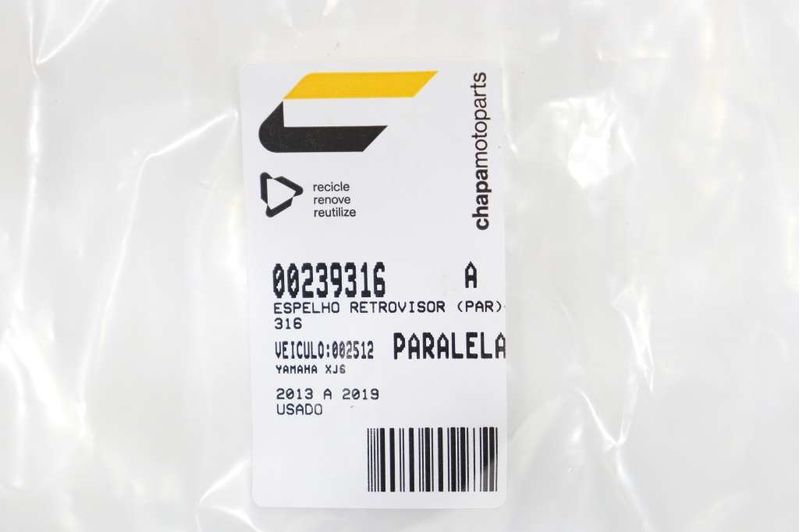 chapamotoparts
recicle
renove
reutilize
00239316 A
ESPELHO RETROVISOR (PAR)-
316
VEICULO:002512 PARALELA
YAMAHA XJ6
2013 A 2019
USADO